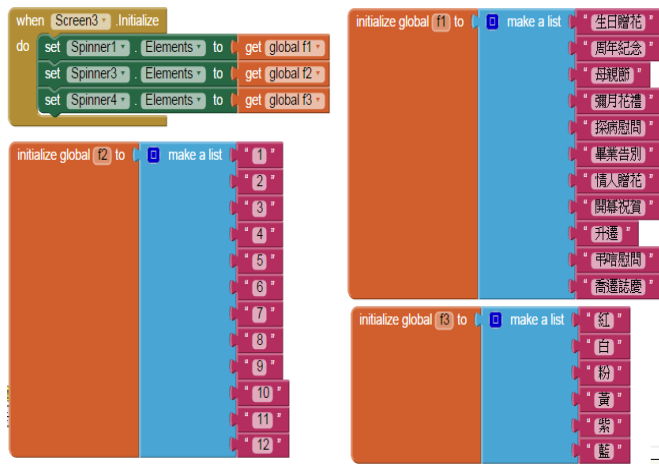 when Screen3 .Initialize
do set Spinner1 . Elements to get global f1
set Spinner3 . Elements to get global f2
set Spinner4 . Elements to get global f3
initialize global f2 to make a list " 1 "
" 2 "
" 3 "
" 4 "
" 5 "
" 6 "
" 7 "
" 8 "
" 9 "
" 10 "
" 11 "
" 12 "
initialize global f1 to make a list " 生日贈花 "
" 周年紀念 "
" 母親節 "
" 彌月花禮 "
" 探病慰問 "
" 畢業告別 "
" 情人贈花 "
" 開幕祝賀 "
" 升遷 "
" 弔唁慰問 "
" 喬遷誌慶 "
initialize global f3 to make a list " 紅 "
" 白 "
" 粉 "
" 黃 "
" 紫 "
" 藍 "